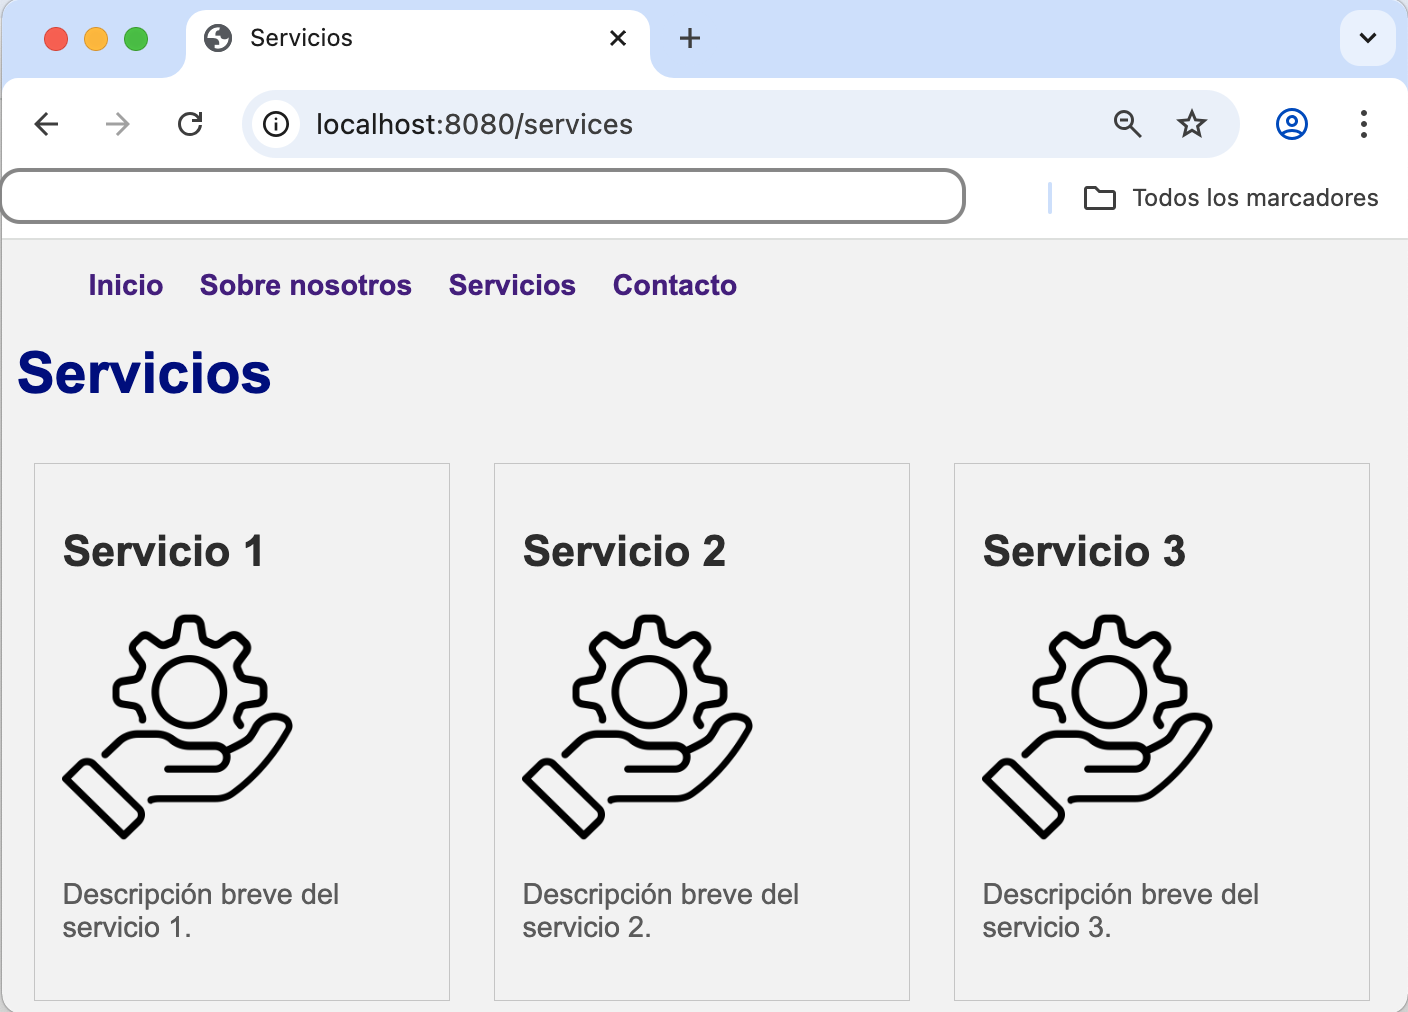 Servicios
localhost:8080/services
Todos los marcadores
Inicio Sobre nosotros Servicios Contacto
Servicios
Servicio 1
Descripción breve del
servicio 1.
Servicio 2
Descripción breve del
servicio 2.
Servicio 3
Descripción breve del
servicio 3.